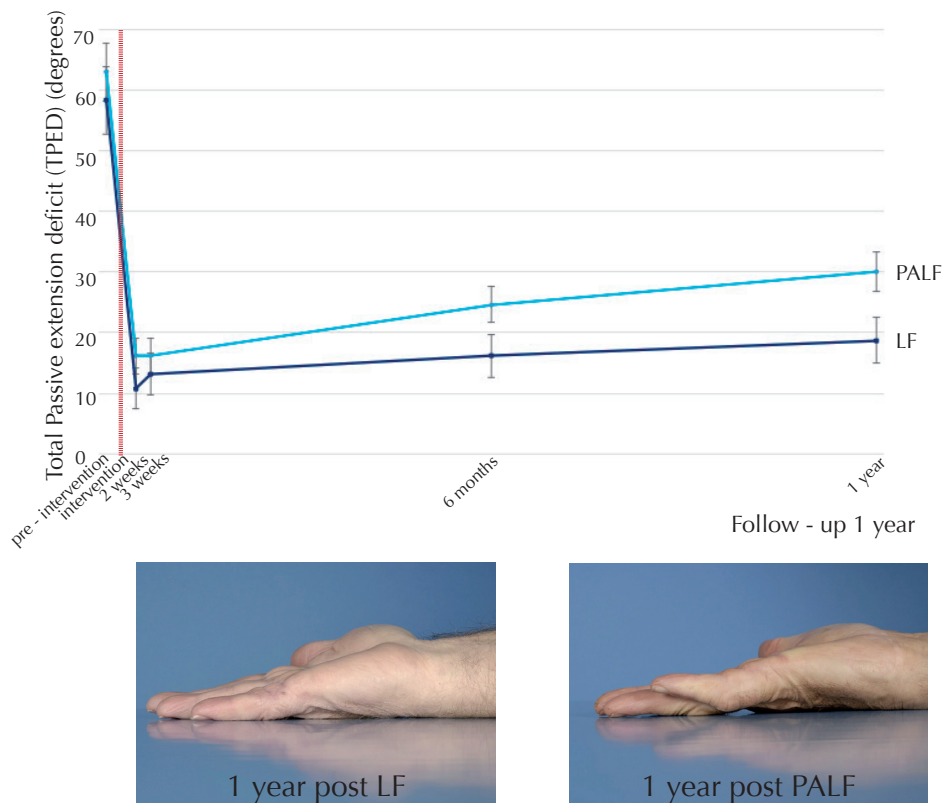 Total Passive extension deficit (TPED) (degrees)
70
60
50
40
30
20
10
0
PALF
LF
pre - intervention
intervention
2 weeks
3 weeks
6 months
1 year
Follow - up 1 year
1 year post LF
1 year post PALF